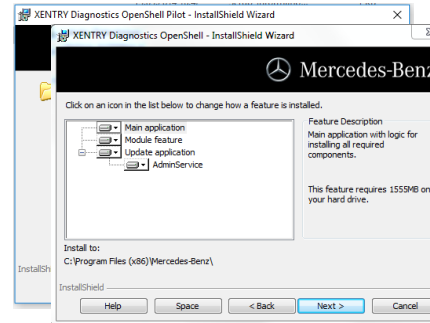 XENTRY Diagnostics OpenShell Pilot - InstallShield Wizard
XENTRY Diagnostics OpenShell - InstallShield Wizard
Mercedes-Benz
Click on an icon in the list below to change how a feature is installed.
Main application
Module feature
Update application
AdminService
Feature Description
Main application with logic for
installing all required
components.
This feature requires 1555MB on
your hard drive.
Install to:
C:\Program Files (x86)\Mercedes-Benz\
InstallSh
InstallShield
Help
Space
< Back
Next >
Cancel